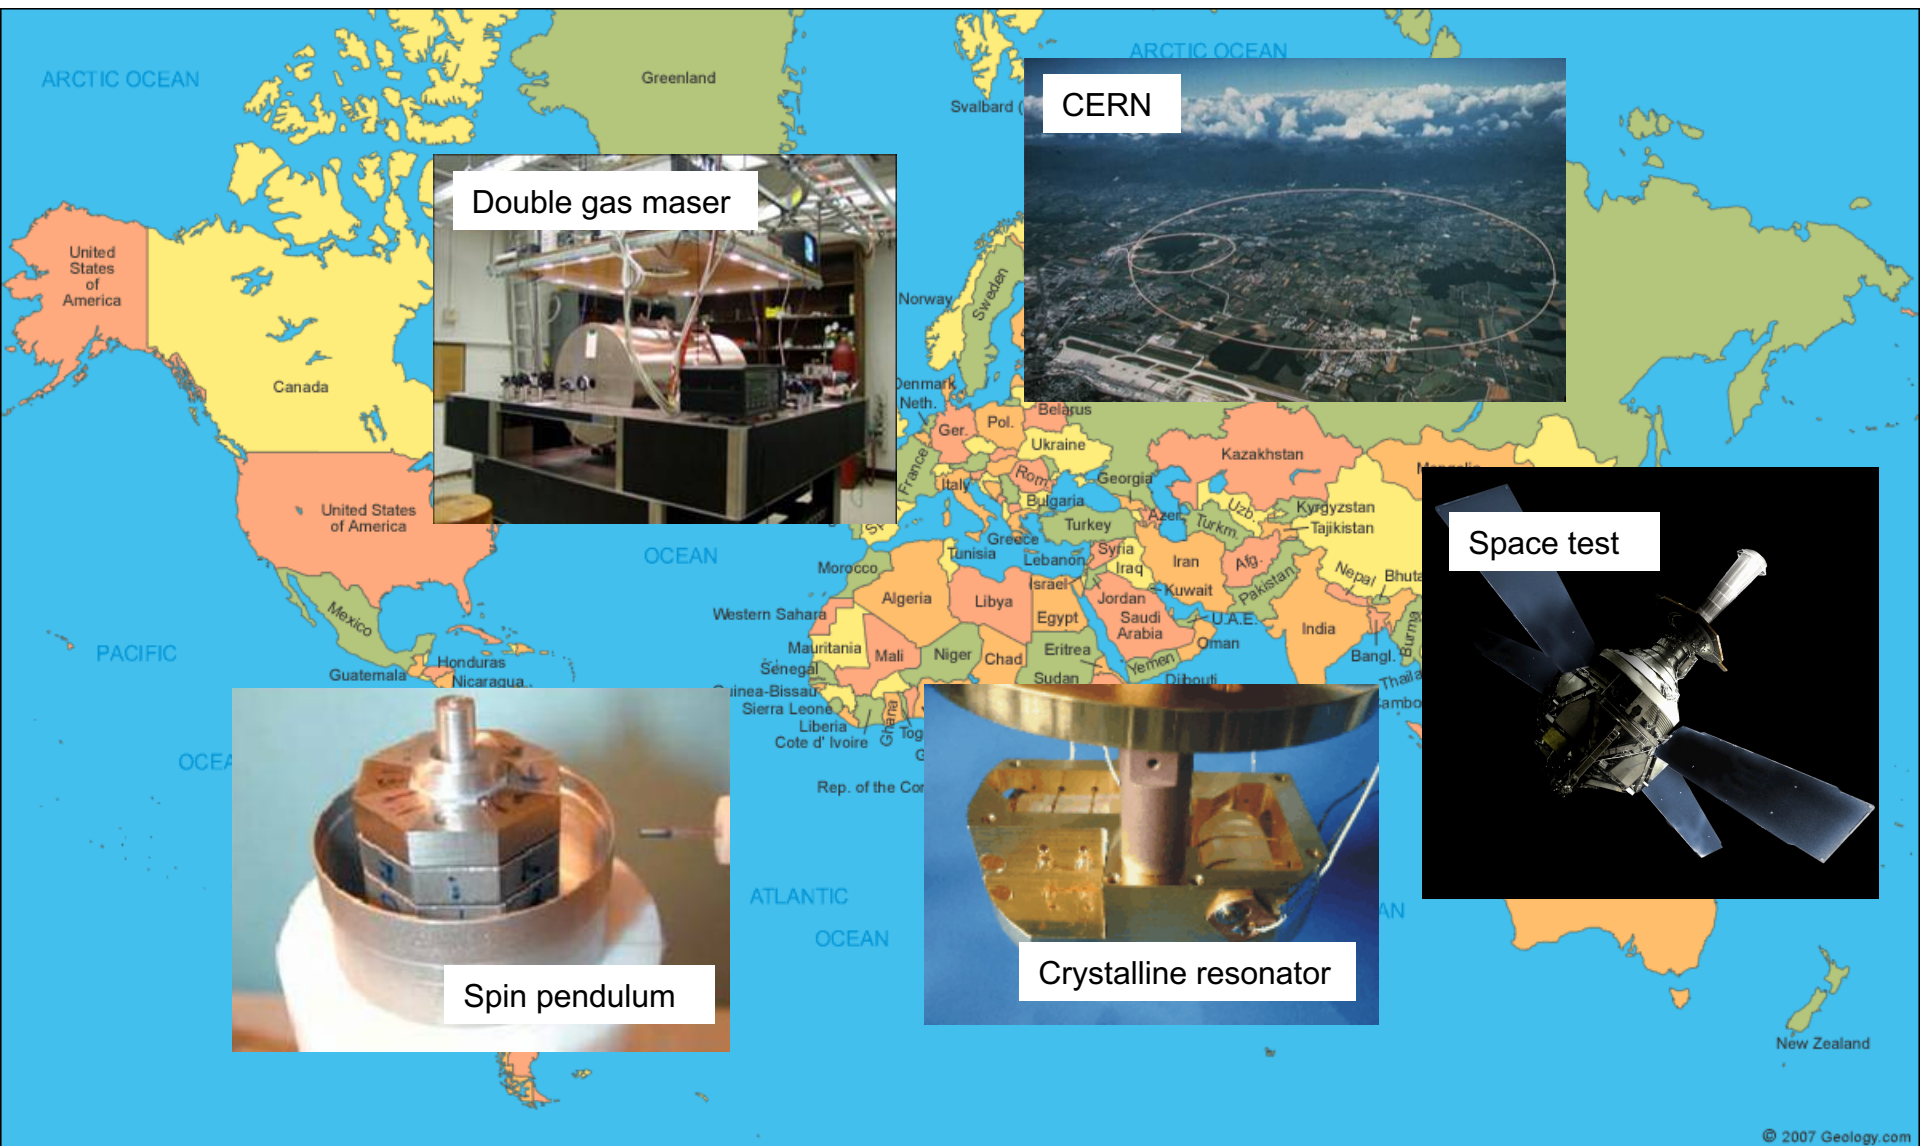 ARCTIC OCEAN
ARCTIC OCEAN
Greenland
Svalbard (
CERN
Double gas maser
United
States
of
America
Canada
Norway
Sweden
Denmark
Neth.
Belarus
Ger.
Pol.
Ukraine
Kazakhstan
France
Italy
Rom.
Bulgaria
Georgia
Kyrgyzstan
Tajikistan
United States
of America
Turkey
Azer.
Uzb.
Turkm.
Greece
OCEAN
Tunisia
Lebanon
Syria
Iraq
Iran
Afg.
Space test
Morocco
Israel
Kuwait
Pakistan
Nepal
Algeria
Libya
Egypt
Jordan
Saudi
Arabia
U.A.E.
India
Western Sahara
Mexico
Oman
PACIFIC
Mauritania
Mali
Niger
Chad
Eritrea
Yemen
Bangl.
Burma
Honduras
Guatemala
Nicaragua
Senegal
Sudan
Djibouti
Guinea-Bissau
Sierra Leone
Liberia
Ghana
Cote d' Ivoire
Rep. of the
ATLANTIC
OCEAN
Crystalline resonator
Spin pendulum
New Zealand
© 2007 Geology.com